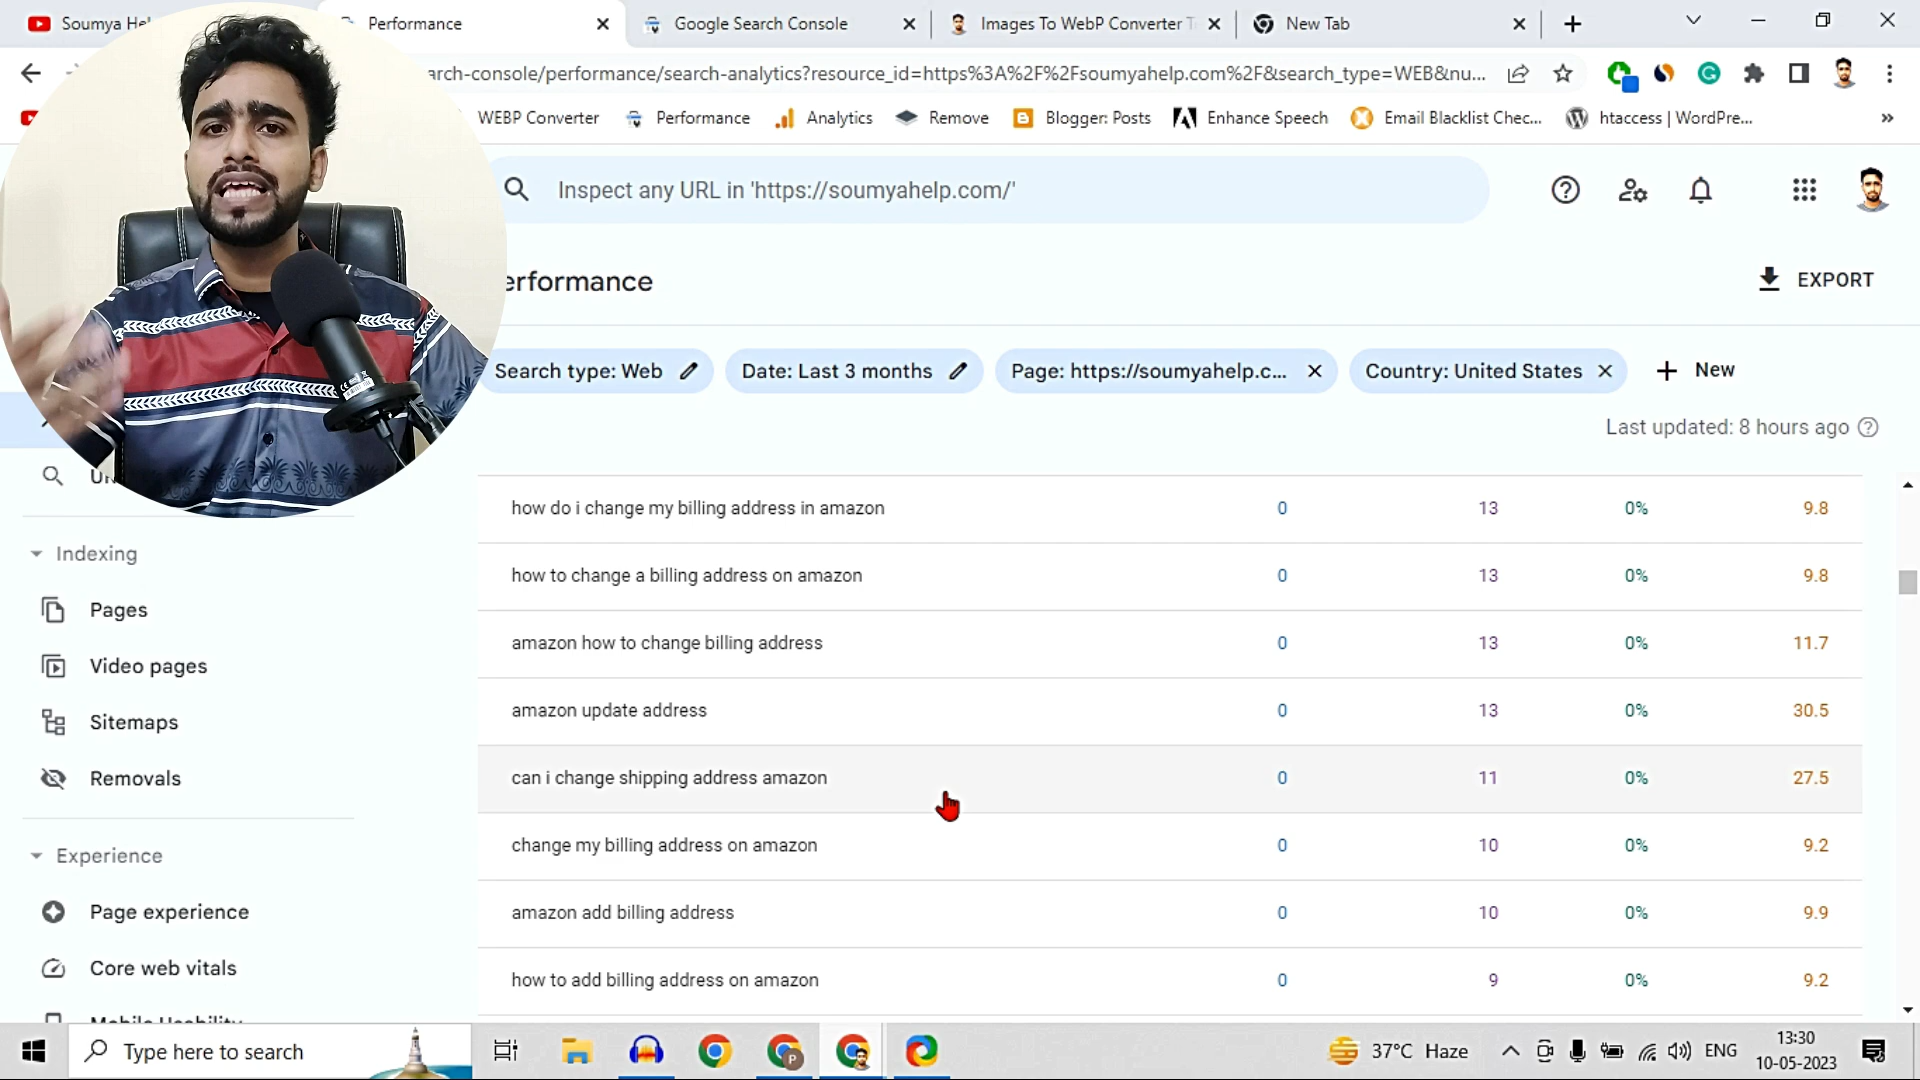 Soumya Hel
Performance
Google Search Console
Images To WebP Converter T
New Tab
arch-console/performance/search-analytics?resource_id=https%3A%2F%2Fsoumyahelp.com%2F&search_type=WEB&nu...
WEBP Converter
Performance
Analytics
Remove
Blogger: Posts
Enhance Speech
Email Blacklist Chec...
htaccess | WordPre...
Inspect any URL in 'https://soumyahelp.com/'
erformance
EXPORT
Search type: Web
Date: Last 3 months
Page: https://soumyahelp.c...
Country: United States
New
Last updated: 8 hours ago
Indexing
Pages
Video pages
Sitemaps
Removals
Experience
Page experience
Core web vitals
Mobile Usability
how do i change my billing address in amazon 0 13 0% 9.8
how to change a billing address on amazon 0 13 0% 9.8
amazon how to change billing address 0 13 0% 11.7
amazon update address 0 13 0% 30.5
can i change shipping address amazon 0 11 0% 27.5
change my billing address on amazon 0 10 0% 9.2
amazon add billing address 0 10 0% 9.9
how to add billing address on amazon 0 9 0% 9.2
Type here to search
P
37°C Haze
ENG
13:30
10-05-2023